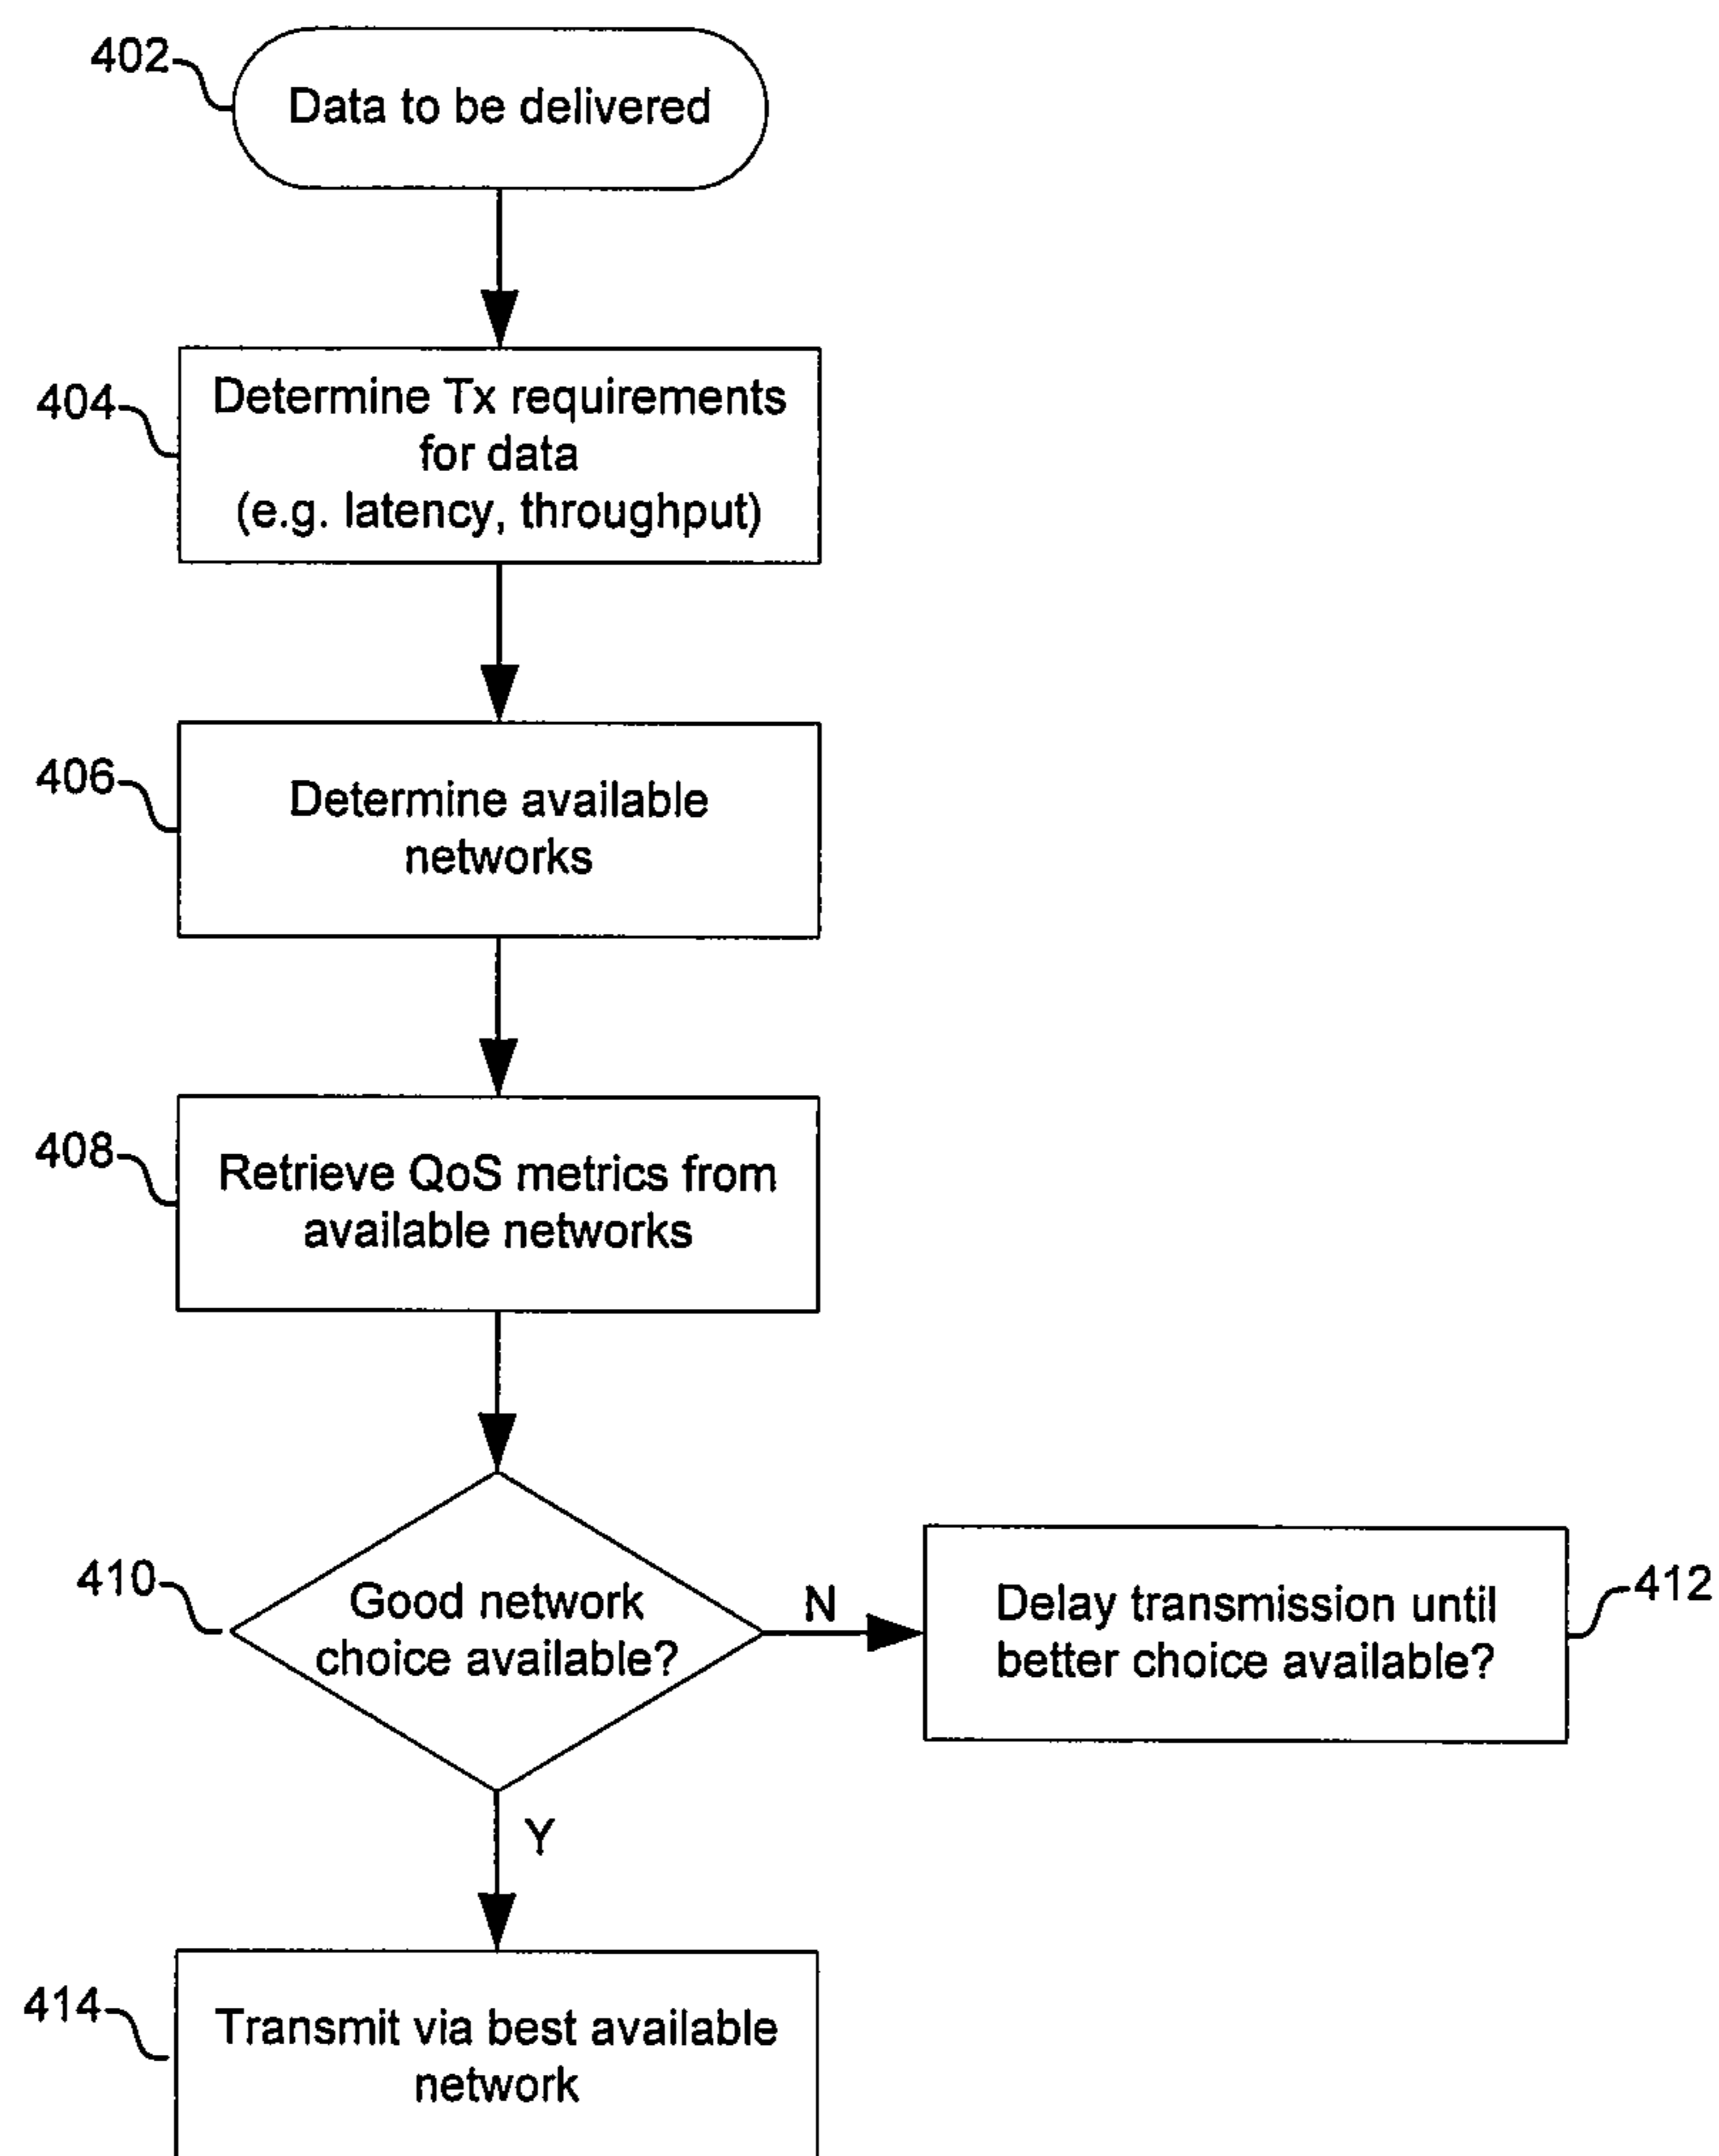 402
Data to be delivered
404
Determine Tx requirements
for data
(e.g. latency, throughput)
406
Determine available
networks
408
Retrieve QoS metrics from
available networks
410
Good network
choice available?
N
Delay transmission until
better choice available?
412
Y
414
Transmit via best available
network